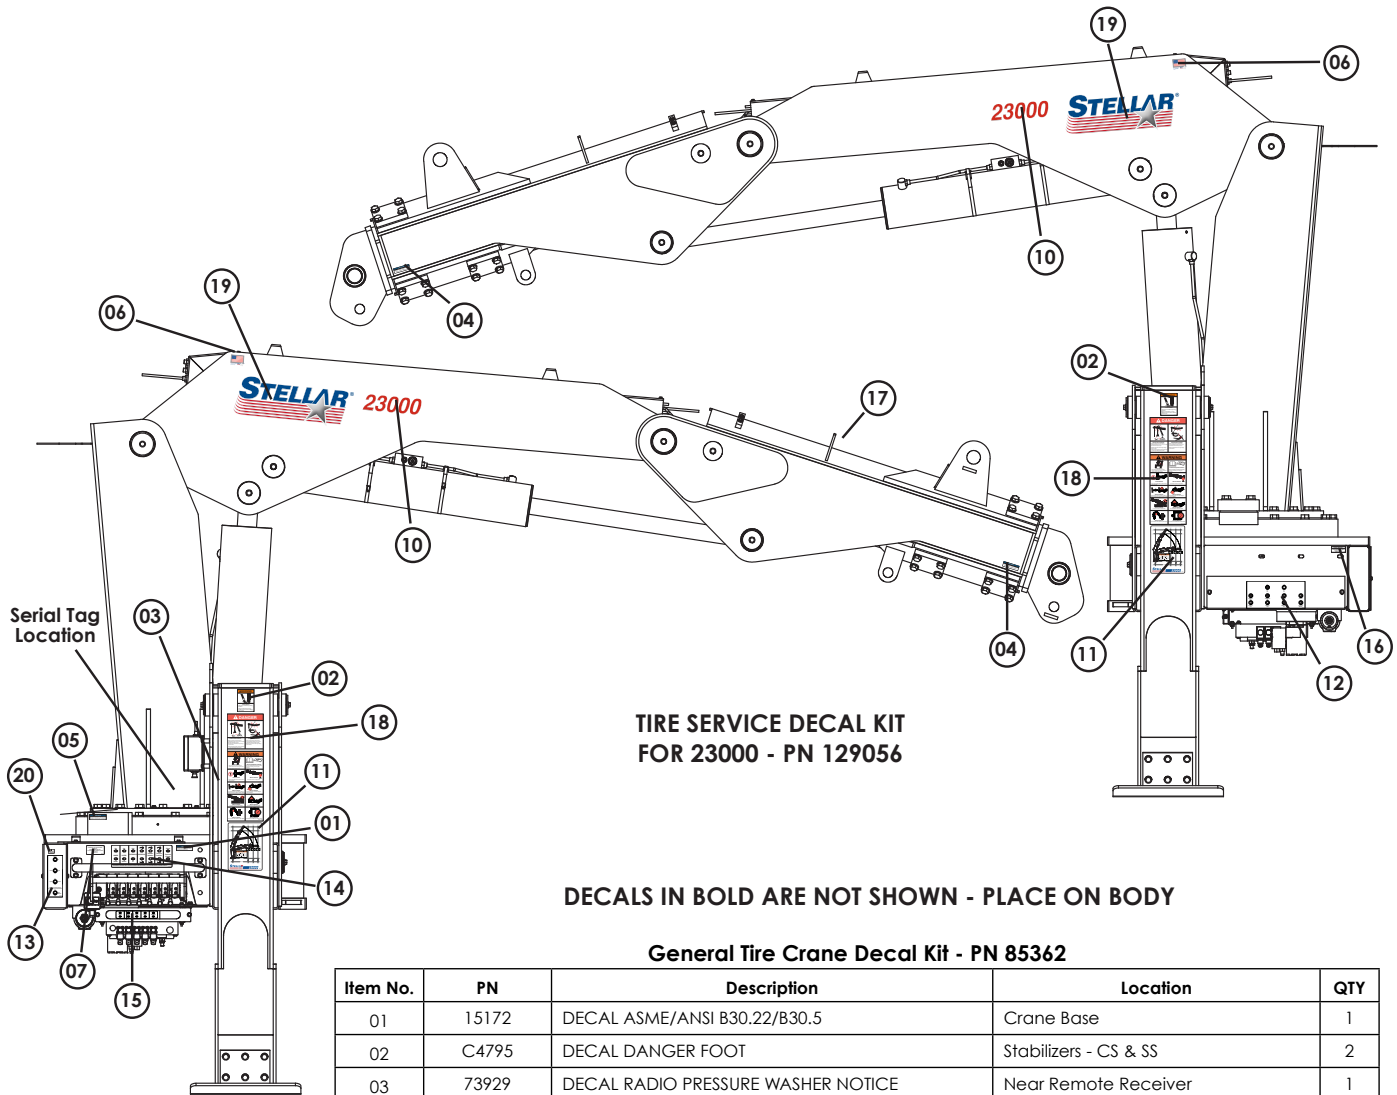 19
06
23000 STELLAR
10
04
19
06
STELLAR 23000
02
17
18
10
Serial Tag
Location
03
04
11
16
12
02
18
TIRE SERVICE DECAL KIT
FOR 23000 - PN 129056
05
20
11
01
14
DECALS IN BOLD ARE NOT SHOWN - PLACE ON BODY
13
07
15
General Tire Crane Decal Kit - PN 85362
Item No. PN Description Location QTY
01 15172 DECAL ASME/ANSI B30.22/B30.5 Crane Base 1
02 C4795 DECAL DANGER FOOT Stabilizers - CS & SS 2
03 73929 DECAL RADIO PRESSURE WASHER NOTICE Near Remote Receiver 1